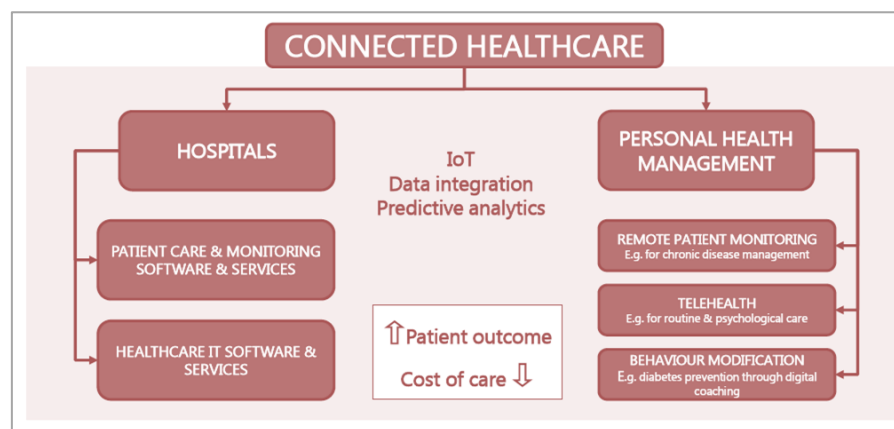 CONNECTED HEALTHCARE
HOSPITALS
PATIENT CARE & MONITORING
SOFTWARE & SERVICES
HEALTHCARE IT SOFTWARE &
SERVICES
IoT
Data integration
Predictive analytics
Patient outcome
Cost of care
PERSONAL HEALTH
MANAGEMENT
REMOTE PATIENT MONITORING
E.g. for chronic disease management
TELEHEALTH
E.g. for routine & psychological care
BEHAVIOUR MODIFICATION
E.g. diabetes prevention through digital
coaching